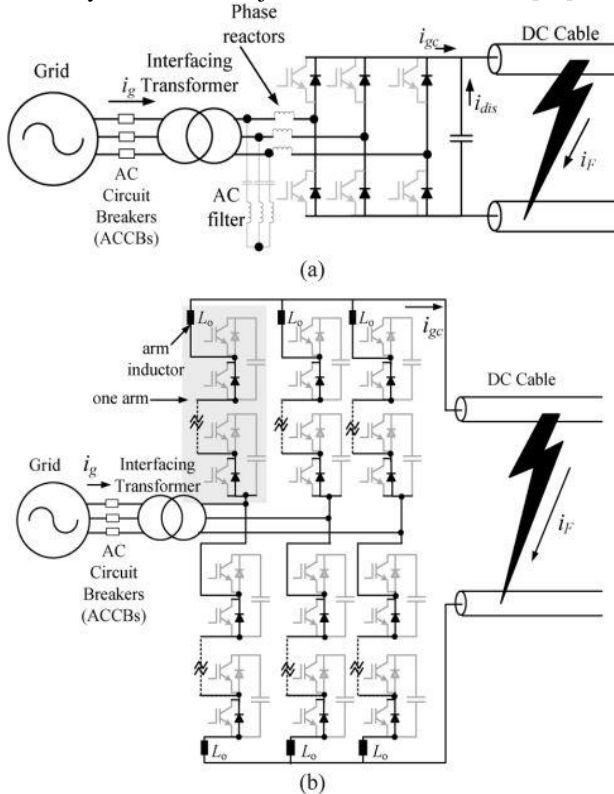 Phase
reactors
DC Cable
Grid
Interfacing
Transformer
i_g
i_gc
i_dis
i_F
AC
Circuit
Breakers
(ACCBs)
AC
filter
(a)
L_o
L_o
L_o
i_gc
arm
inductor
DC Cable
one arm
Grid
Interfacing
Transformer
i_g
i_F
AC
Circuit
Breakers
(ACCBs)
L_o
L_o
L_o
(b)